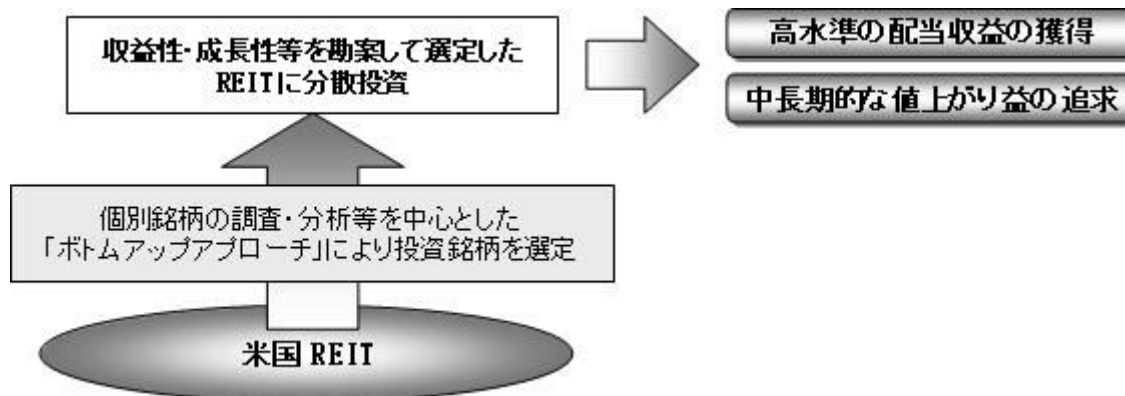 収益性・成長性等を勘案して選定した
REITに分散投資
高水準の配当収益の獲得
中長期的な値上がり益の追求
個別銘柄の調査・分析等を中心とした
「ボトムアップアプローチ」により投資銘柄を選定
米国 REIT